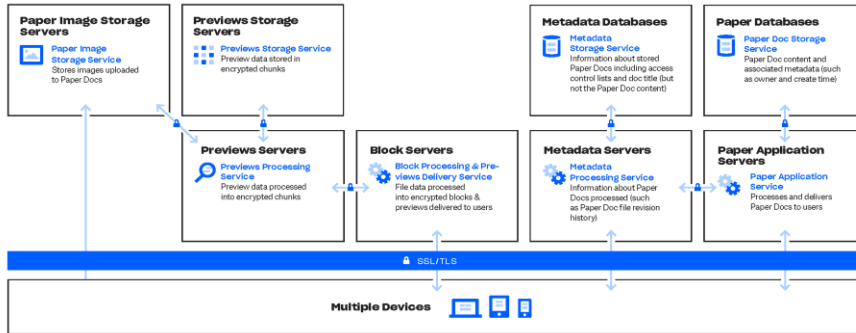 Paper Image Storage
Servers
Paper Image
Storage Service
Stores images uploaded
to Paper Docs
Previews Storage
Servers
Previews Storage Service
Preview data stored in
encrypted chunks
Metadata Databases
Metadata
Storage Service
Information about stored
Paper Docs including access
control lists and doc title (but
not the Paper Doc content)
Paper Databases
Paper Doc Storage
Service
Paper Doc content and
associated metadata (such
as owner and create time)
Previews Servers
Previews Processing
Service
Preview data processed
into encrypted chunks
Block Servers
Block Processing & Pre-
views Delivery Service
File data processed
into encrypted blocks &
previews delivered to users
Metadata Servers
Metadata
Processing Service
Information about Paper
Docs processed (such
as Paper Doc file revision
history)
Paper Application
Servers
Paper Application
Service
Processes and delivers
Paper Docs to users
SSL/TLS
Multiple Devices